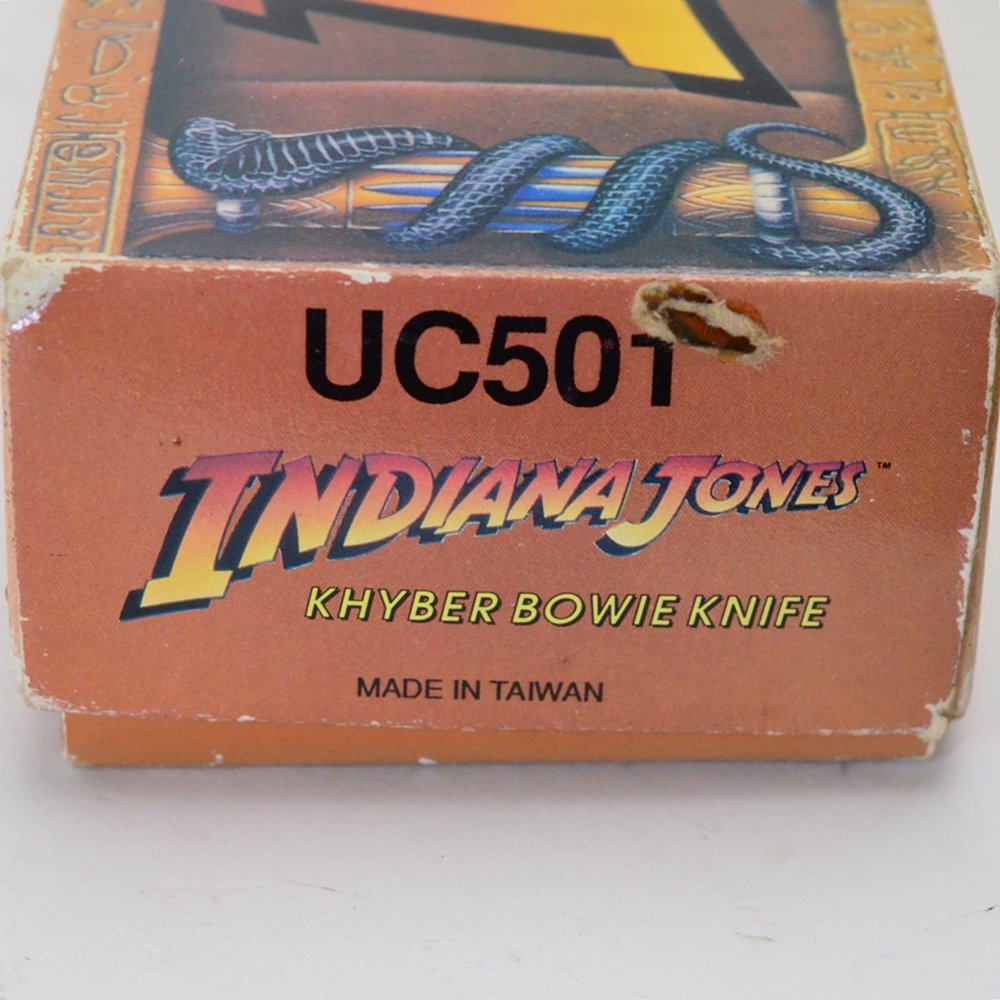 UC501
INDIANA JONES™
KHYBER BOWIE KNIFE
MADE IN TAIWAN